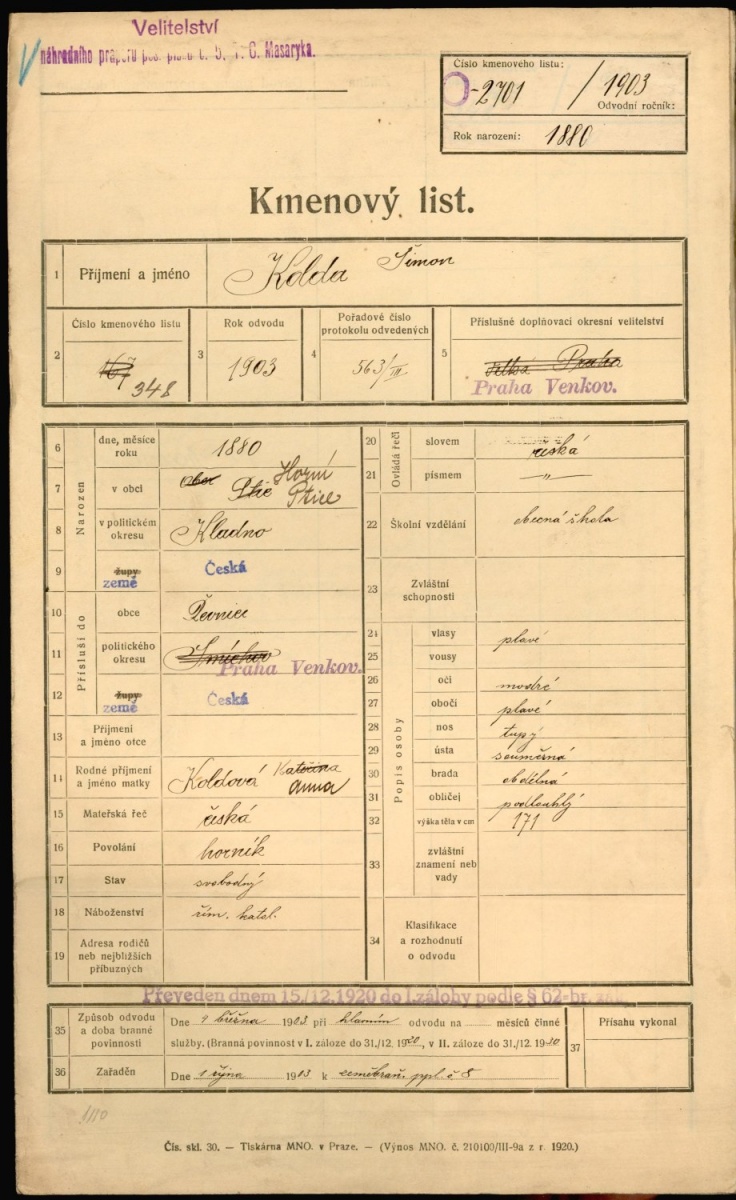 Velitelství
náhradního praporu pěš. pluku č. 5 T. G. Masaryka.
Číslo kmenového listu:
-2701 / 1903
Odvodní ročník:
Rok narození: 1880
Kmenový list.
1 Příjmení a jméno Kolda Šimon
Číslo kmenového listu Rok odvodu Pořadové číslo protokolu odvedených Příslušné doplňovací okresní velitelství
2 167 348 3 1903 4 563/III. 5 Velká Praha
Praha Venkov.
Narozen
6 dne, měsíce roku 1880
7 v obci Ober Ptic Horní Ptice
8 v politickém okresu Kladno
9 župy země Česká
Přísluší do
10 obce Řevnice
11 politického okresu Smíchov Praha Venkov.
12 župy země Česká
13 Příjmení a jméno otce
14 Rodné příjmení a jméno matky Koldová Kateřina Anna
15 Mateřská řeč česká
16 Povolání horník
17 Stav svobodný
18 Náboženství řím. katol.
19 Adresa rodičů neb nejbližších příbuzných
Ovládá řeči
20 slovem česká
21 písmem –„–
22 Školní vzdělání obecná škola
23 Zvláštní schopnosti
Popis osoby
24 vlasy plavé
25 vousy
26 oči modré
27 obočí plavé
28 nos tupý
29 ústa souměrná
30 brada obdélná
31 obličej podlouhlý
32 výška těla v cm 171
33 zvláštní znamení neb vady
34 Klasifikace a rozhodnutí o odvodu
Převeden dnem 15./12.1920 do I.zálohy podle § 62-br. zák.
35 Způsob odvodu a doba branné povinnosti Dne 9 března 1903 při hlavním odvodu na měsíců činné
služby. (Branná povinnost v I. záloze do 31./12. 1920, v II. záloze do 31./12. 1930
36 Zařaděn Dne 1 října 1903 k zeměbran. ppl. č 8
37 Přísahu vykonal
1110
Čís. skl. 30. — Tiskárna MNO. v Praze. — (Výnos MNO. č. 210100/III-9a z r. 1920.)